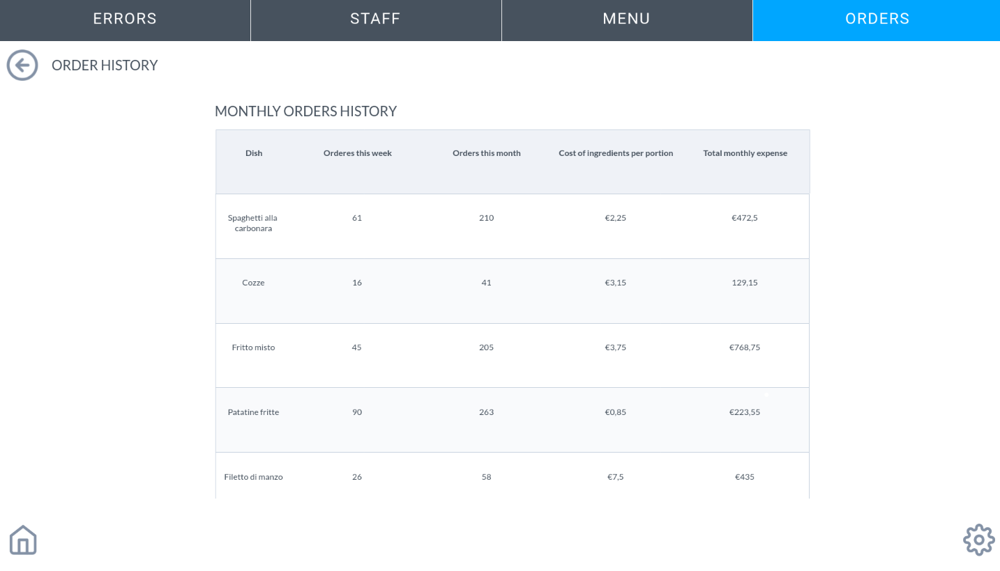 ERRORS STAFF MENU ORDERS
ORDER HISTORY
MONTHLY ORDERS HISTORY
Dish Orderes this week Orders this month Cost of ingredients per portion Total monthly expense
Spaghetti alla 61 210 €2,25 €472,5
carbonara
Cozze 16 41 €3,15 129,15
Fritto misto 45 205 €3,75 €768,75
Patatine fritte 90 263 €0,85 €223,55
Filetto di manzo 26 58 €7,5 €435